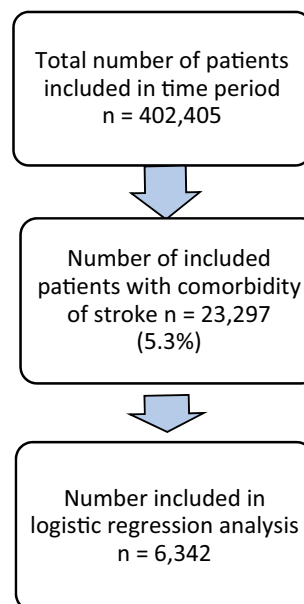 Total number of patients
included in time period
n = 402,405
Number of included
patients with comorbidity
of stroke n = 23,297
(5.3%)
Number included in
logistic regression analysis
n = 6,342